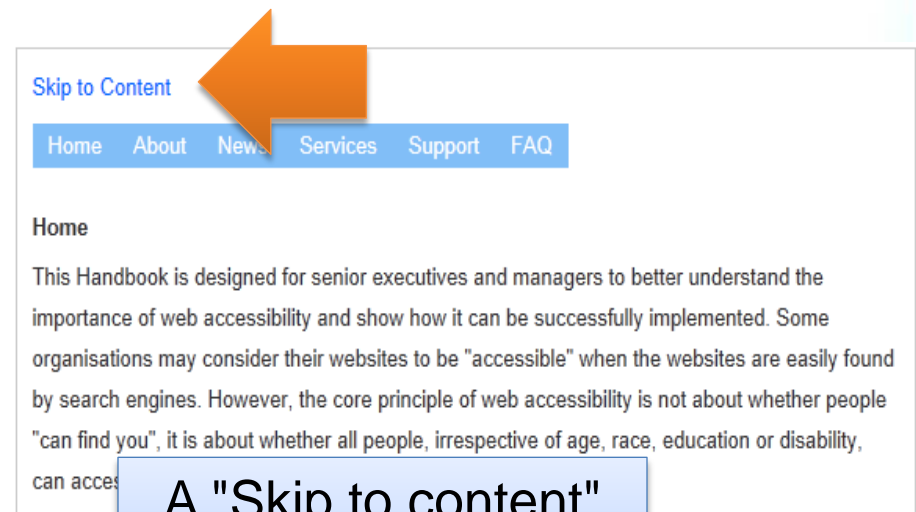 Skip to Content
Home About News Services Support FAQ
Home
This Handbook is designed for senior executives and managers to better understand the
importance of web accessibility and show how it can be successfully implemented. Some
organisations may consider their websites to be "accessible" when the websites are easily found
by search engines. However, the core principle of web accessibility is not about whether people
"can find you", it is about whether all people, irrespective of age, race, education or disability,
can
A "Skip to content"